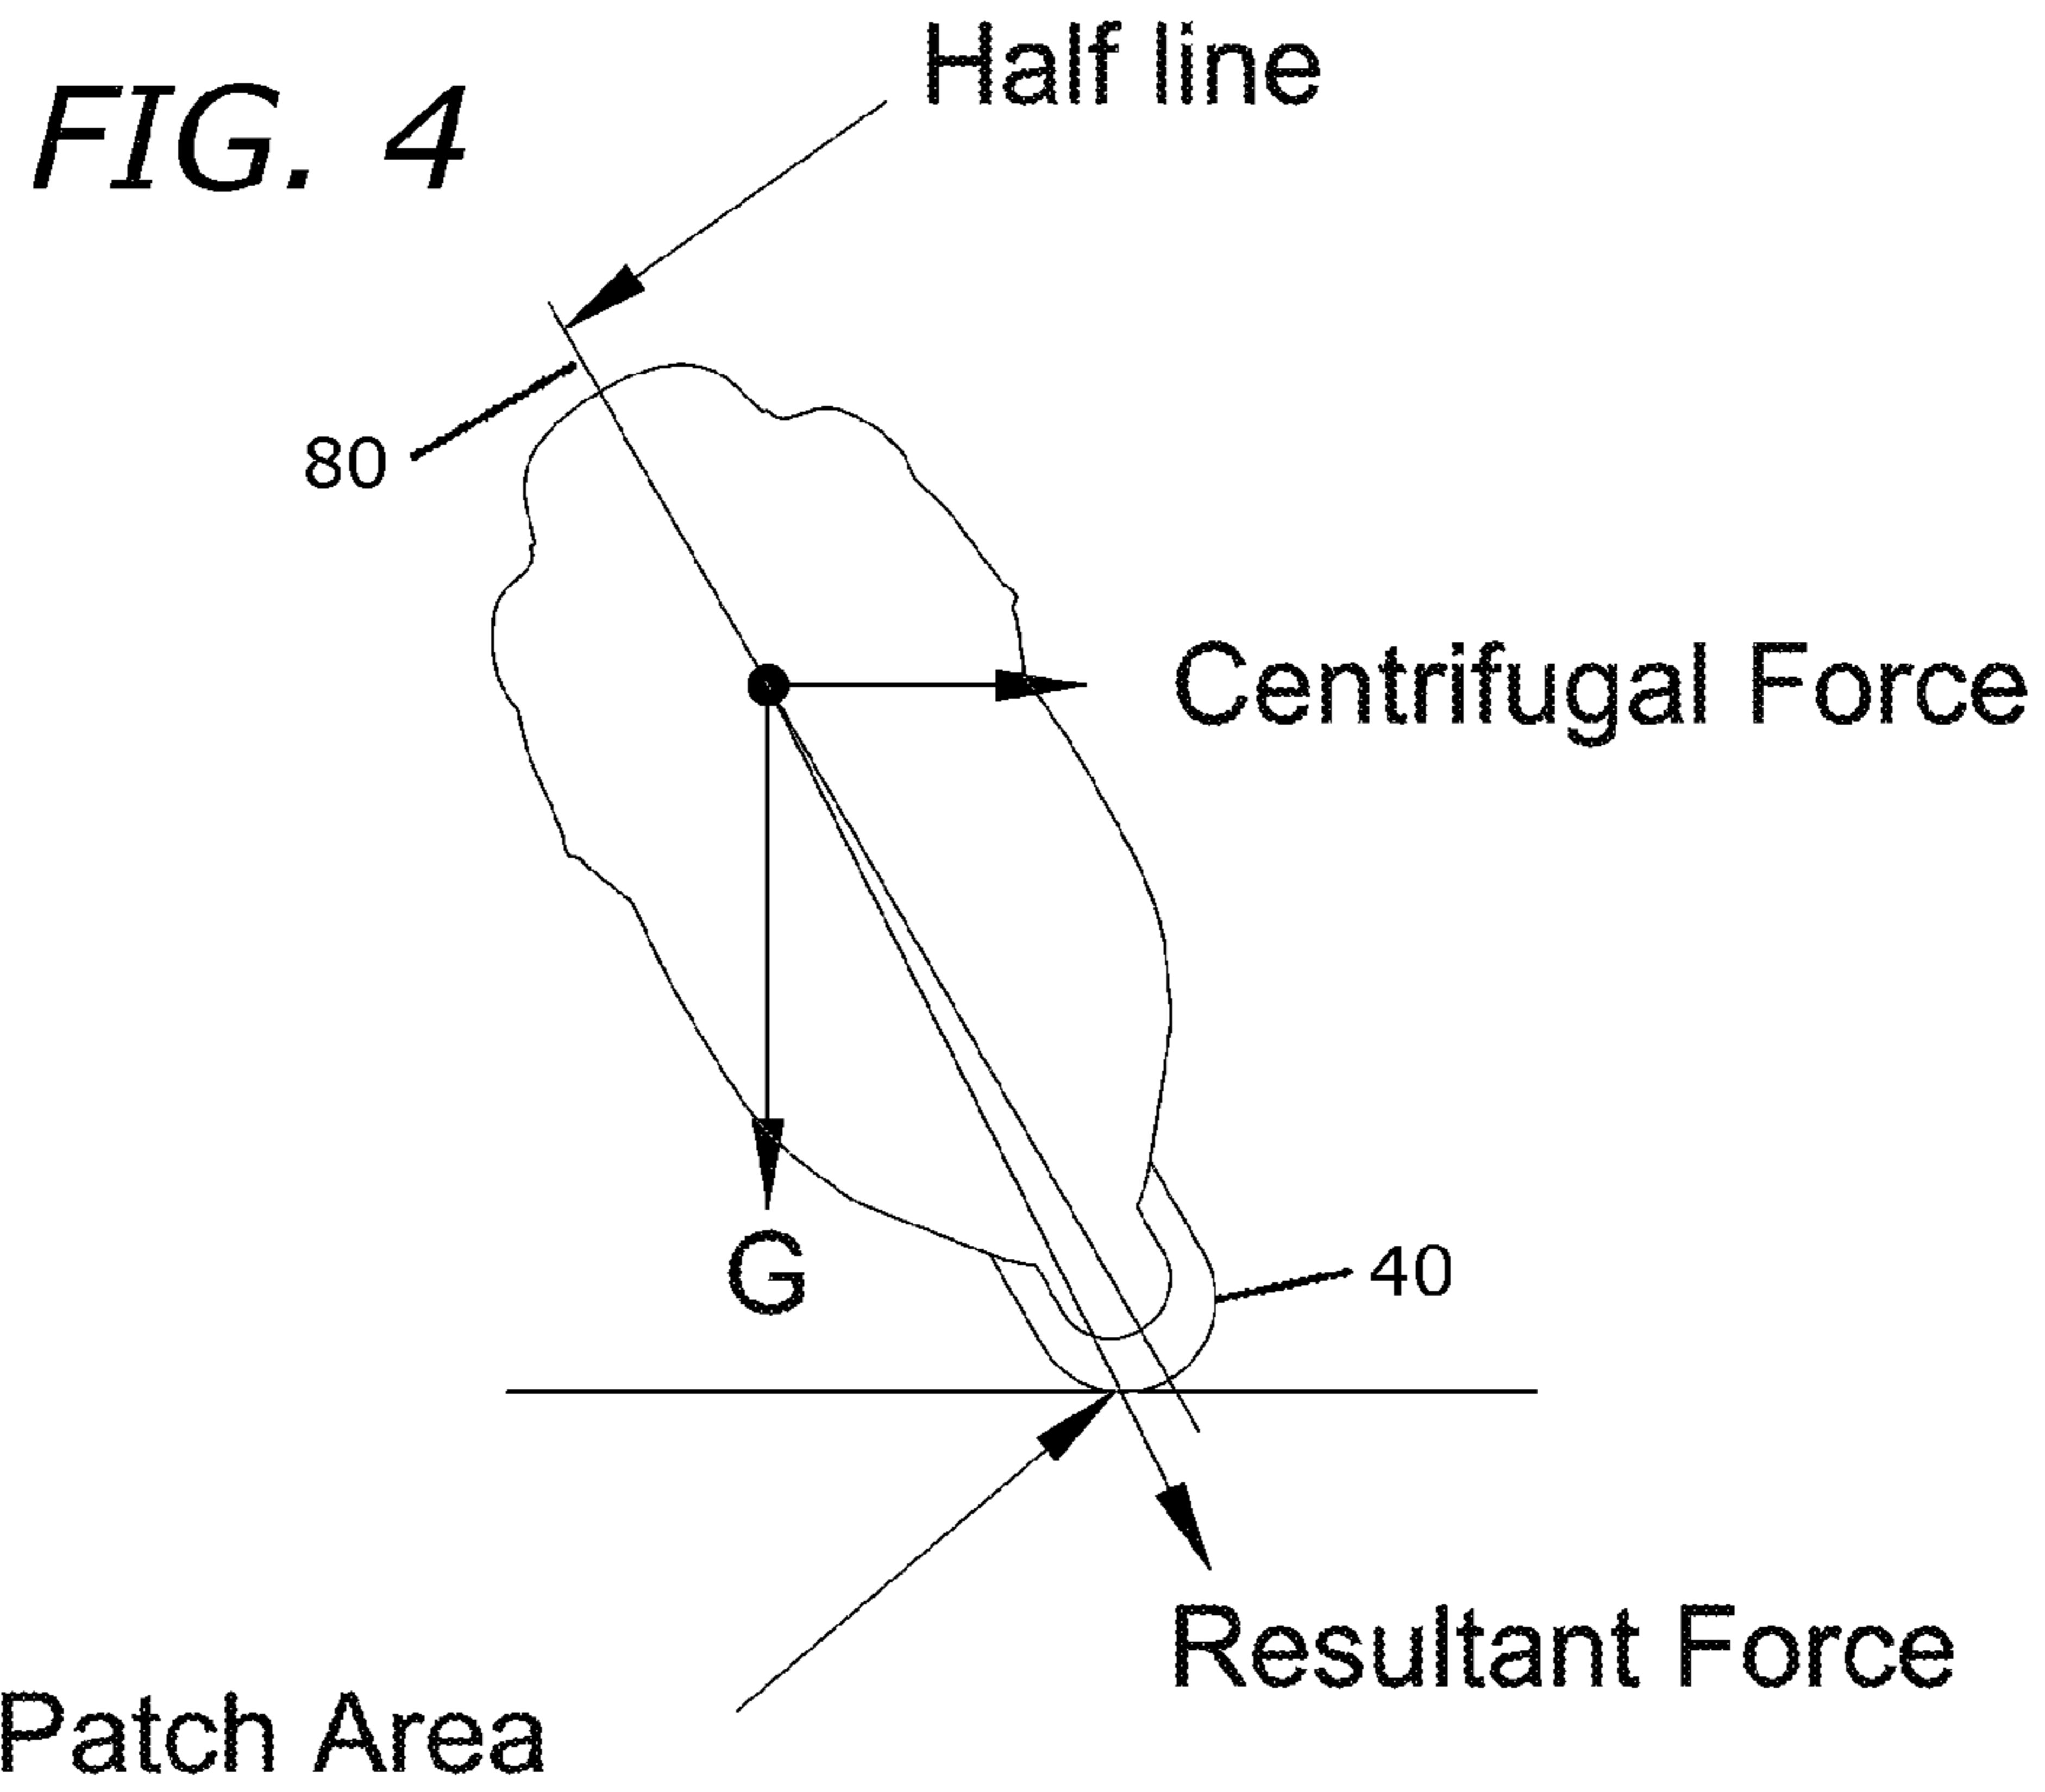 Half line
FIG. 4
80
Centrifugal Force
G
40
Resultant Force
Patch Area